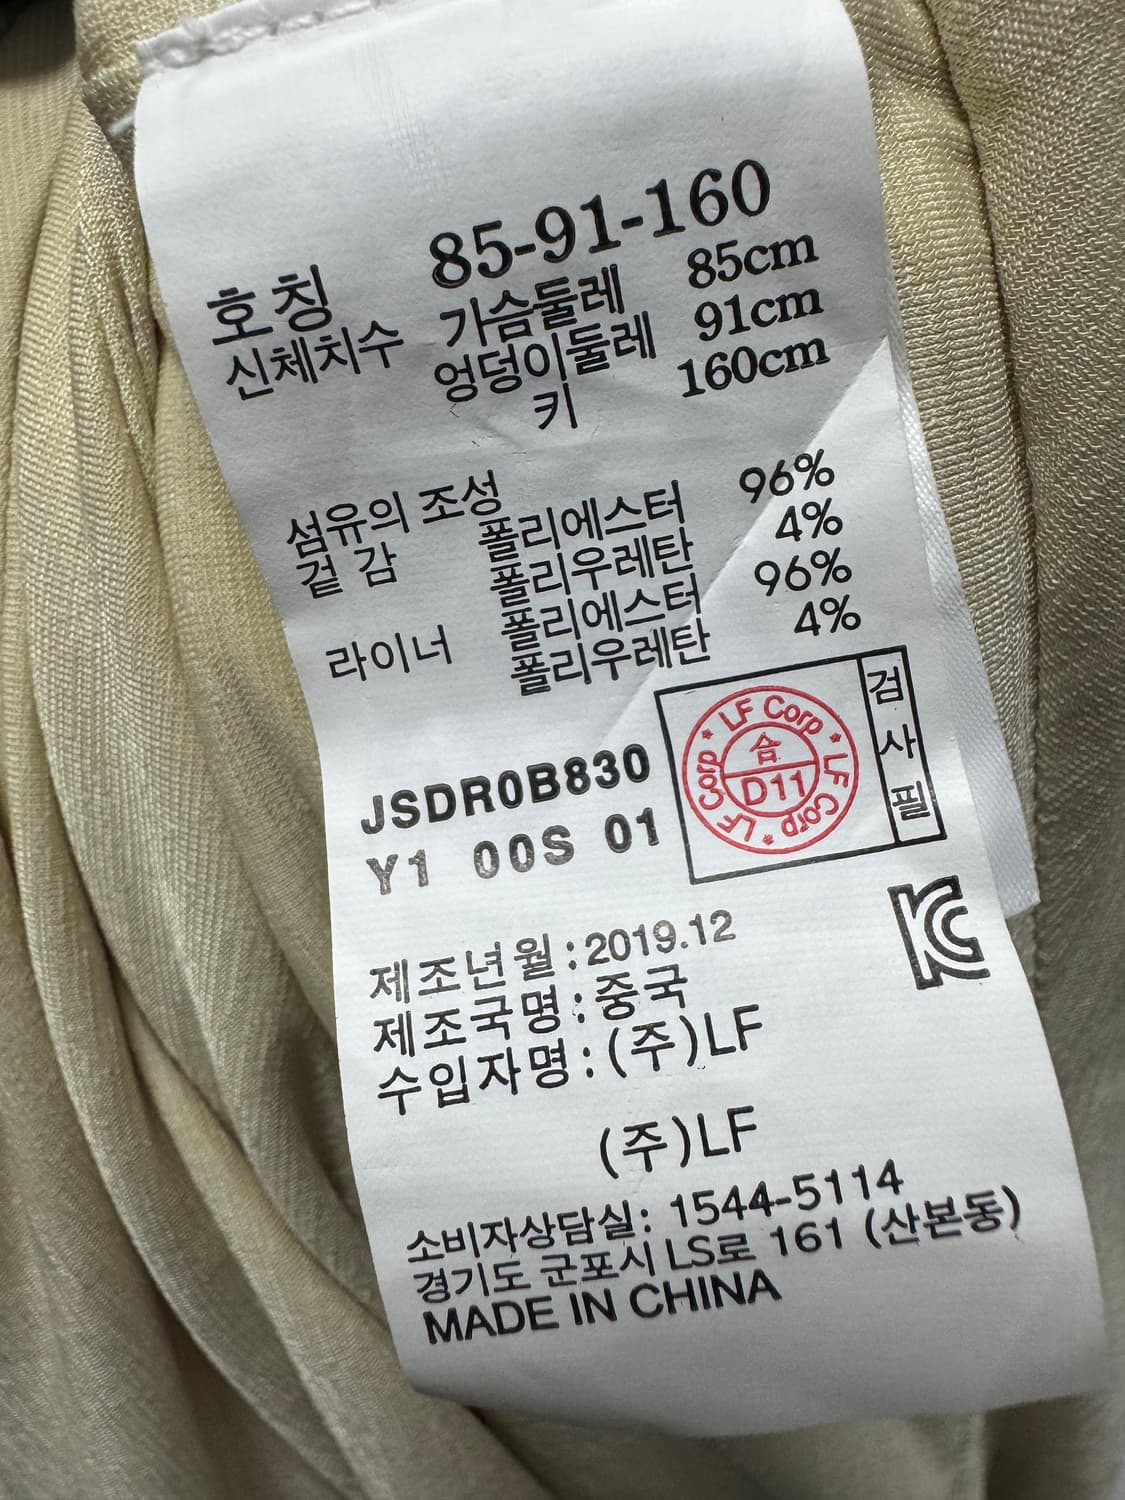 호칭 85-91-160
신체치수 가슴둘레 85cm
엉덩이둘레 91cm
키 160cm
섬유의 조성
겉감 폴리에스터 96%
폴리우레탄 4%
라이너 폴리에스터 96%
폴리우레탄 4%
JSDR0B830
Y1 00S 01
LF Corp * LF Corp * LF Corp *
合
D11
검사필
KC
제조년월:2019.12
제조국명:중국
수입자명:(주)LF
(주)LF
소비자상담실: 1544-5114
경기도 군포시 LS로 161 (산본동)
MADE IN CHINA